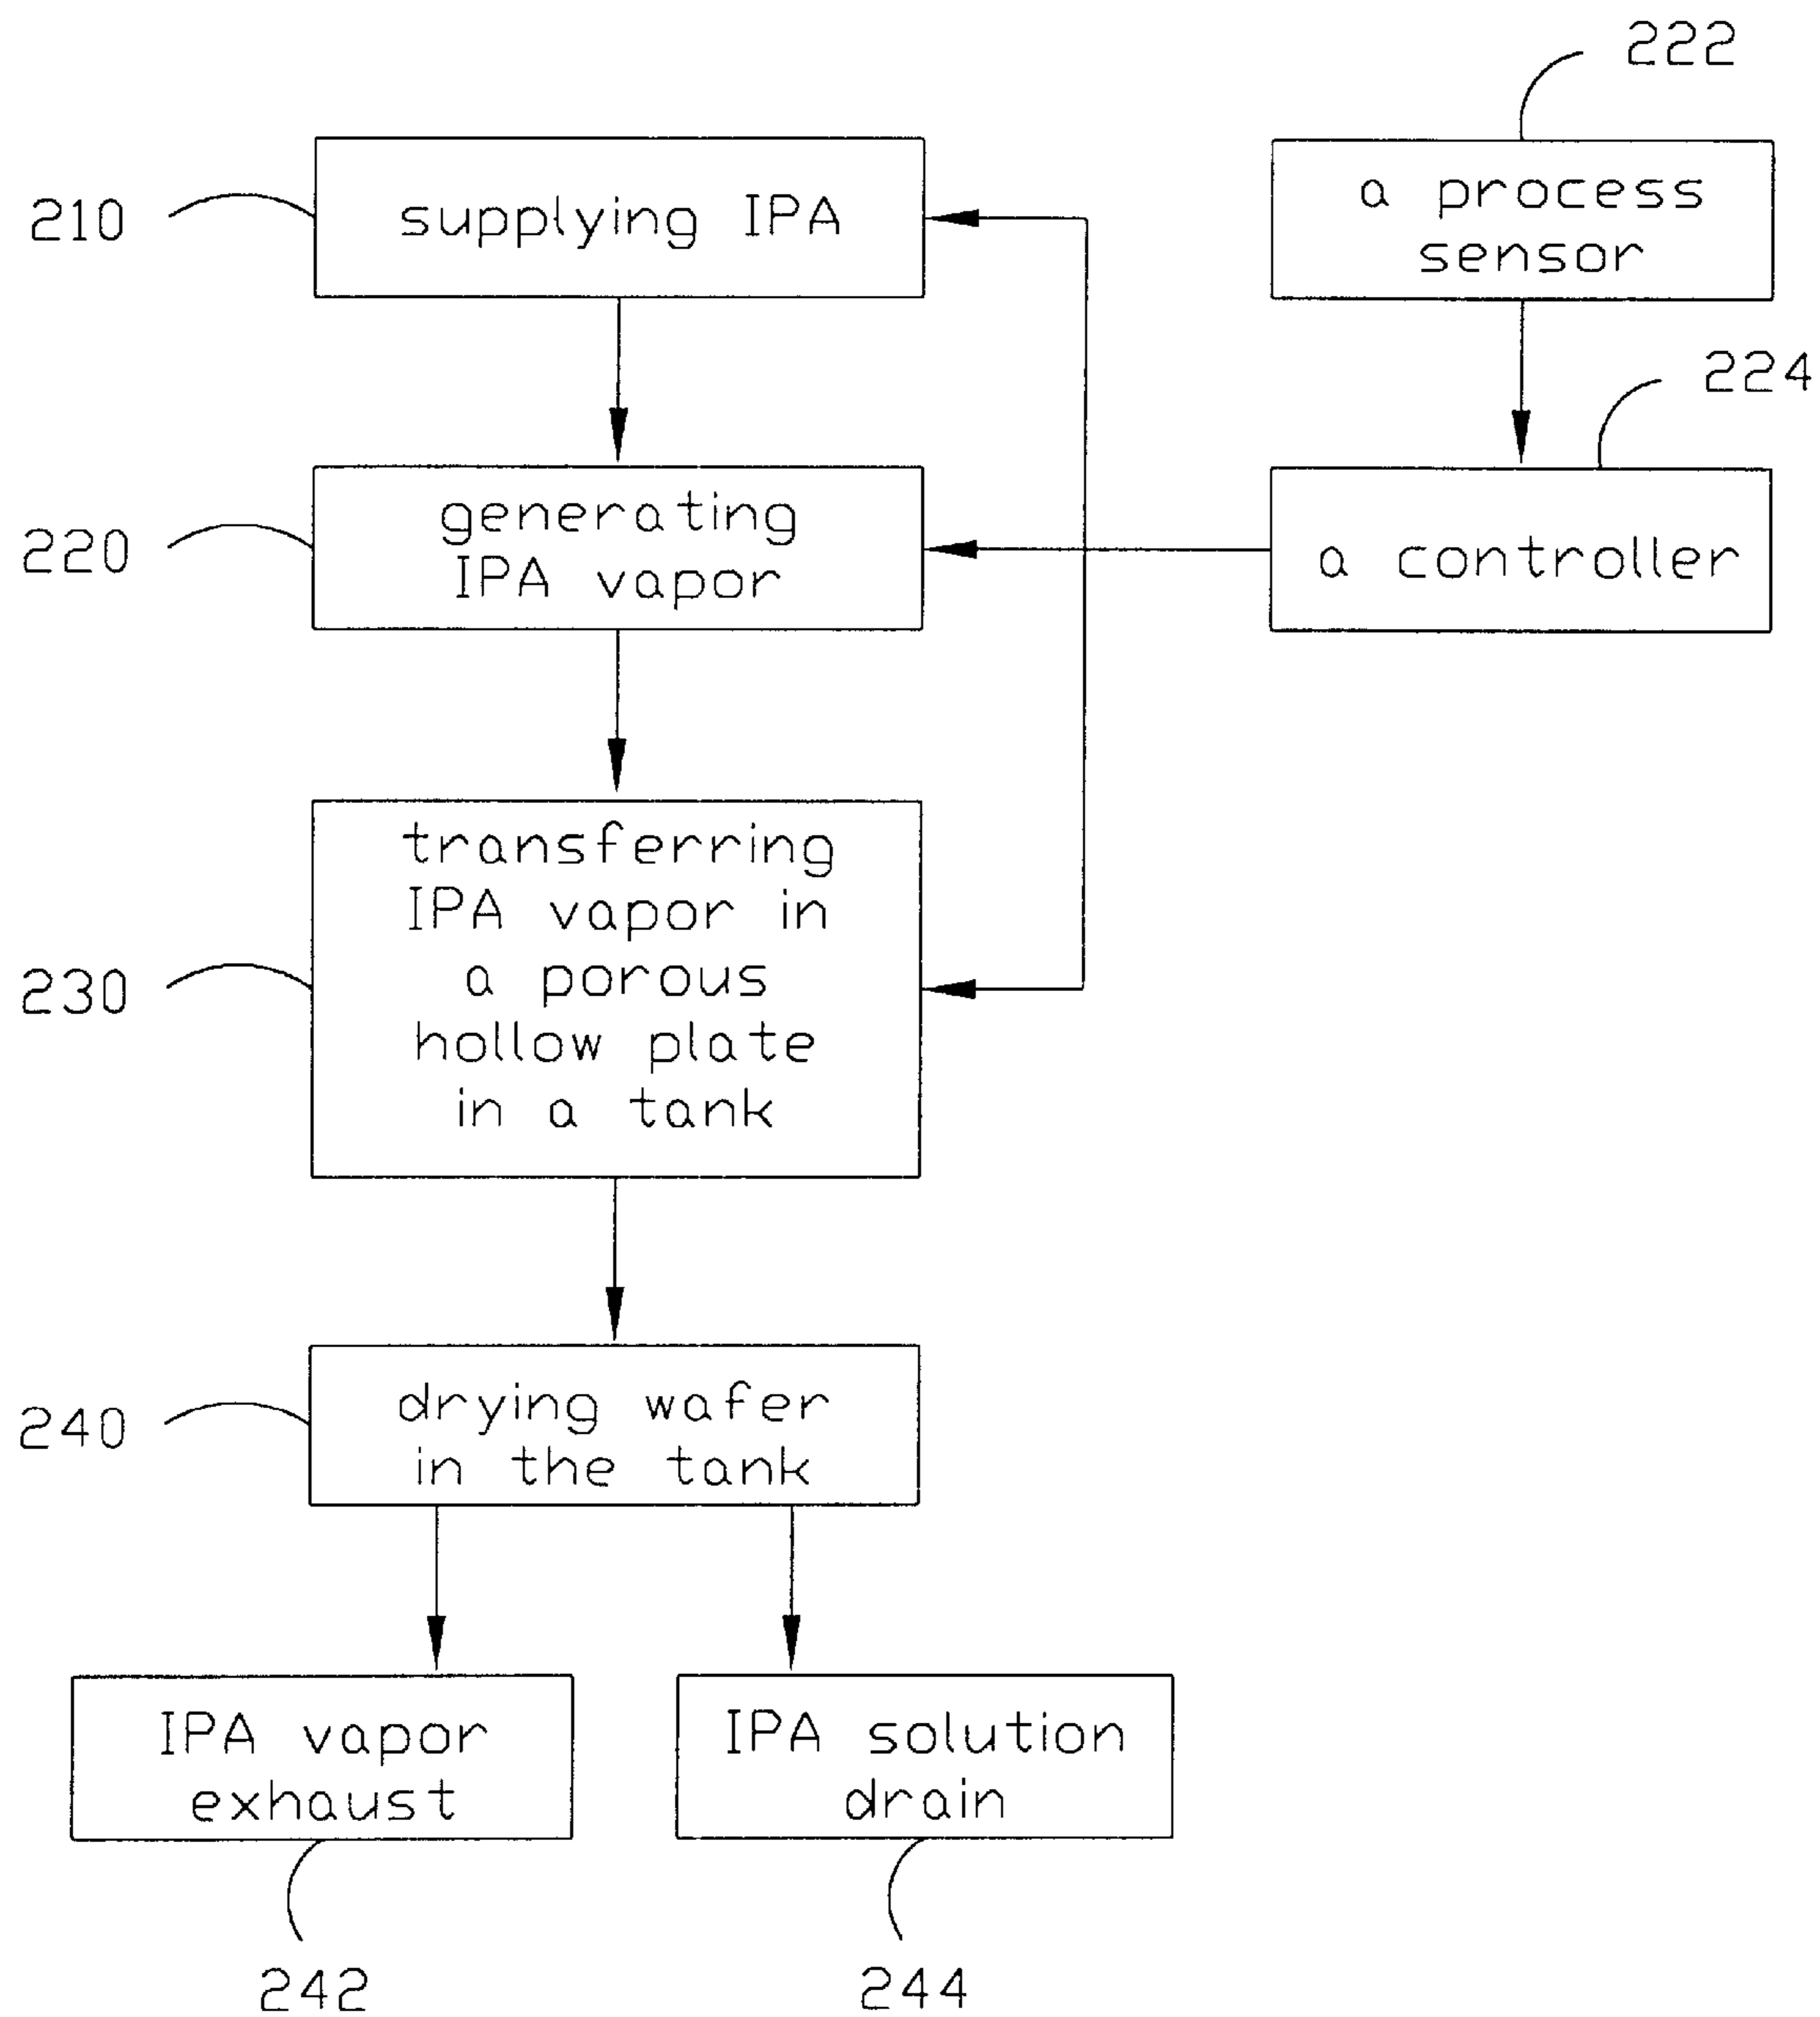 222
210
supplying IPA
a process
sensor
224
220
generating
IPA vapor
a controller
230
transferring
IPA vapor in
a porous
hollow plate
in a tank
240
drying wafer
in the tank
IPA vapor
exhaust
IPA solution
drain
242
244